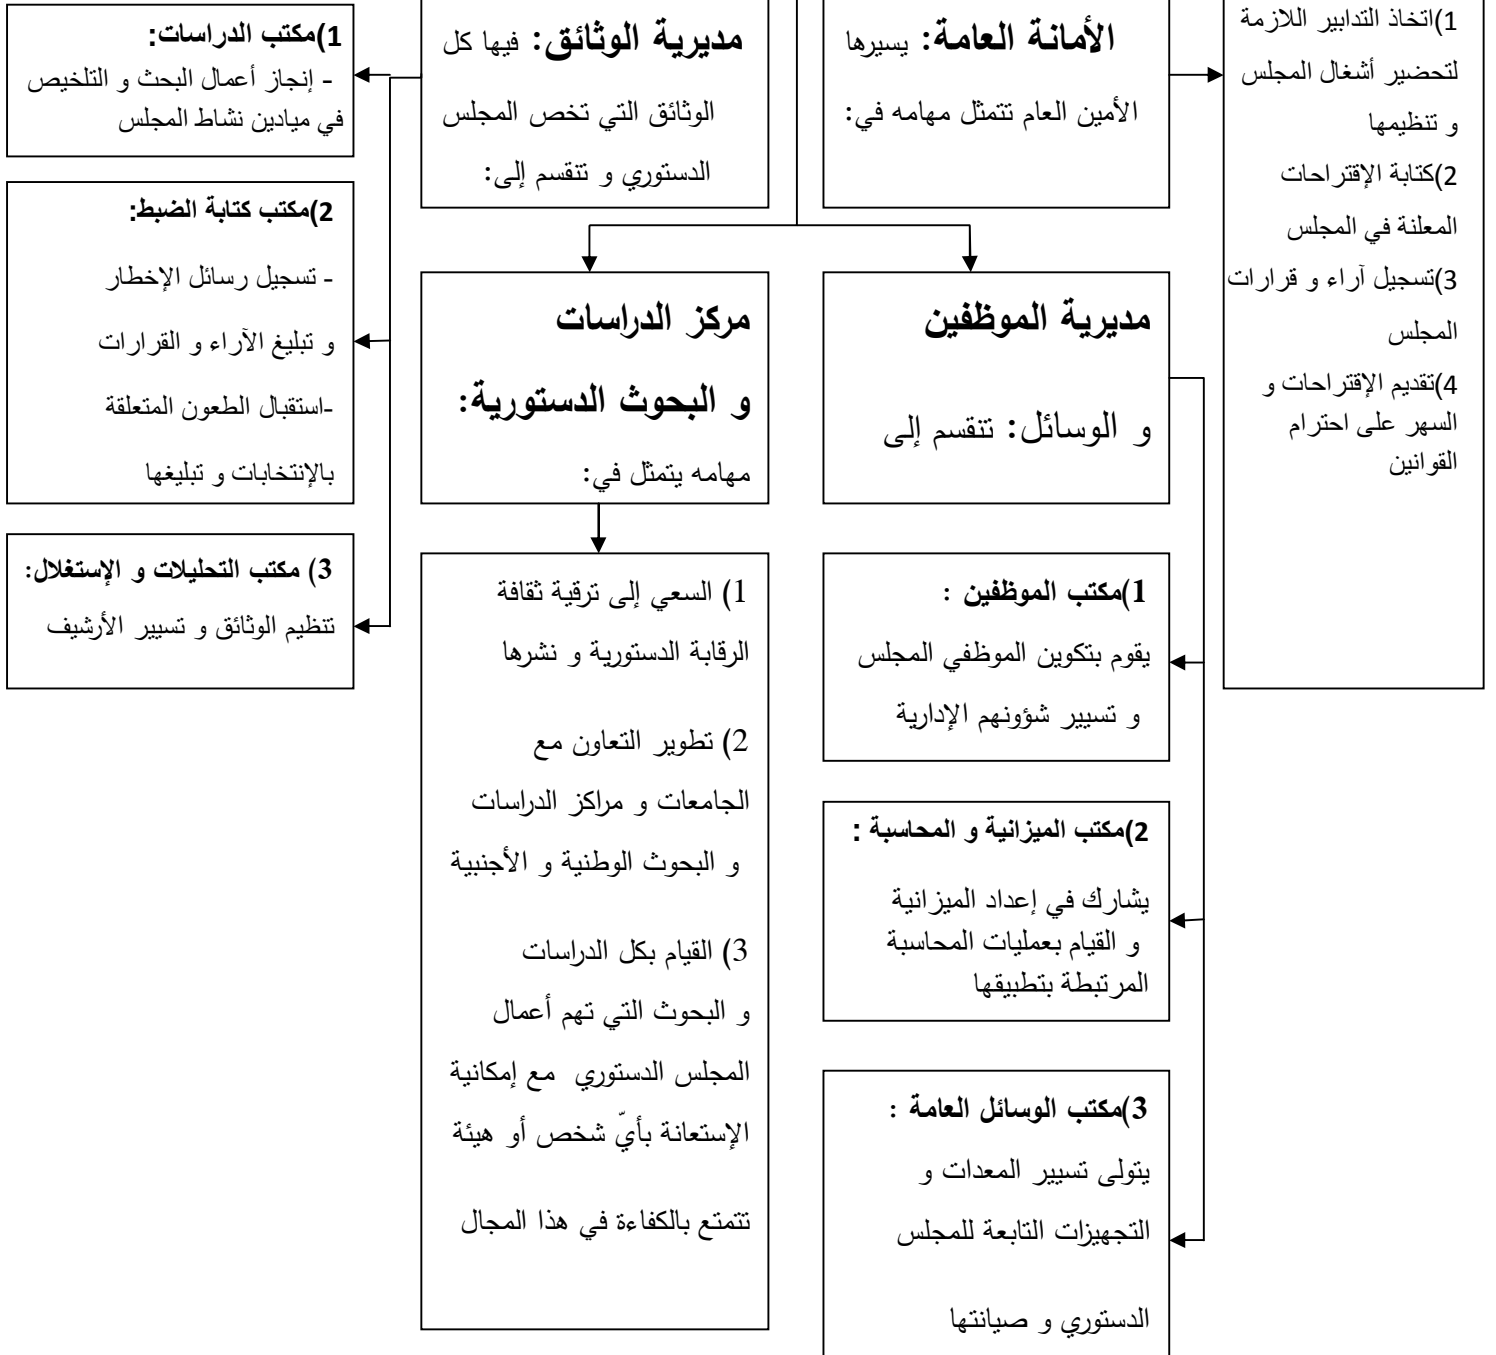 1)اتخاذ التدابير اللازمة
لتحضير أشغال المجلس
و تنظيمها
2)كتابة الإقتراحات
المعلنة في المجلس
3)تسجيل آراء و قرارات
المجلس
4)تقديم الإقتراحات و
السهر على احترام
القوانين
الأمانة العامة: يسيرها
الأمين العام تتمثل مهامه في:
مديرية الوثائق: فيها كل
الوثائق التي تخص المجلس
الدستوري و تتقسم إلى:
1)مكتب الدراسات:
- إنجاز أعمال البحث و التلخيص
في ميادين نشاط المجلس
2)مكتب كتابة الضبط:
- تسجيل رسائل الإخطار
و تبليغ الآراء و القرارات
-استقبال الطعون المتعلقة
بالإنتخابات و تبليغها
3) مكتب التحليلات و الإستغلال:
تنظيم الوثائق و تسيير الأرشيف
مديرية الموظفين
و الوسائل: تتقسم إلى
مركز الدراسات
و البحوث الدستورية:
مهامه يتمثل في:
1)مكتب الموظفين :
يقوم بتكوين الموظفي المجلس
و تسيير شؤونهم الإدارية
2)مكتب الميزانية و المحاسبة :
يشارك في إعداد الميزانية
و القيام بعمليات المحاسبة
المرتبطة بتطبيقها
3)مكتب الوسائل العامة :
يتولى تسيير المعدات و
التجهيزات التابعة للمجلس
الدستوري و صيانتها
1) السعي إلى ترقية ثقافة
الرقابة الدستورية و نشرها
2) تطوير التعاون مع
الجامعات و مراكز الدراسات
و البحوث الوطنية و الأجنبية
3) القيام بكل الدراسات
و البحوث التي تهم أعمال
المجلس الدستوري مع إمكانية
الإستعانة بأيّ شخص أو هيئة
تتمتع بالكفاءة في هذا المجال